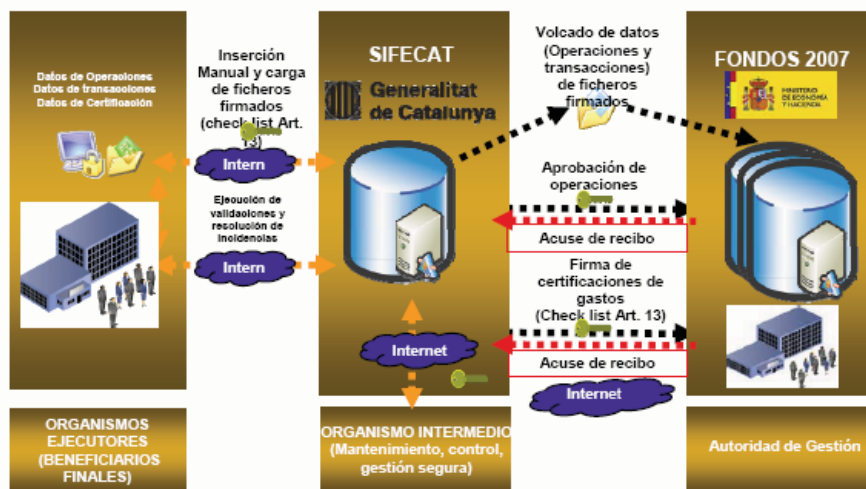 Datos de Operaciones
Datos de transacciones
Datos de Certificación
Inserción
Manual y carga
de ficheros
firmados
(check list Art.
13)
Intern
Ejecución de
validaciones y
resolución de
incidencias
Intern
SIFECAT
Generalitat
de Catalunya
Internet
Volcado de datos
(Operaciones y
transacciones)
de ficheros
firmados
Aprobación de
operaciones
Acuse de recibo
Firma de
certificaciones de
gastos
(Check list Art. 13)
Acuse de recibo
Internet
FONDOS 2007
MINISTERIO
DE ECONOMÍA
Y HACIENDA
ORGANISMOS
EJECUTORES
(BENEFICIARIOS
FINALES)
ORGANISMO INTERMEDIO
(Mantenimiento, control,
gestión segura)
Autoridad de Gestión